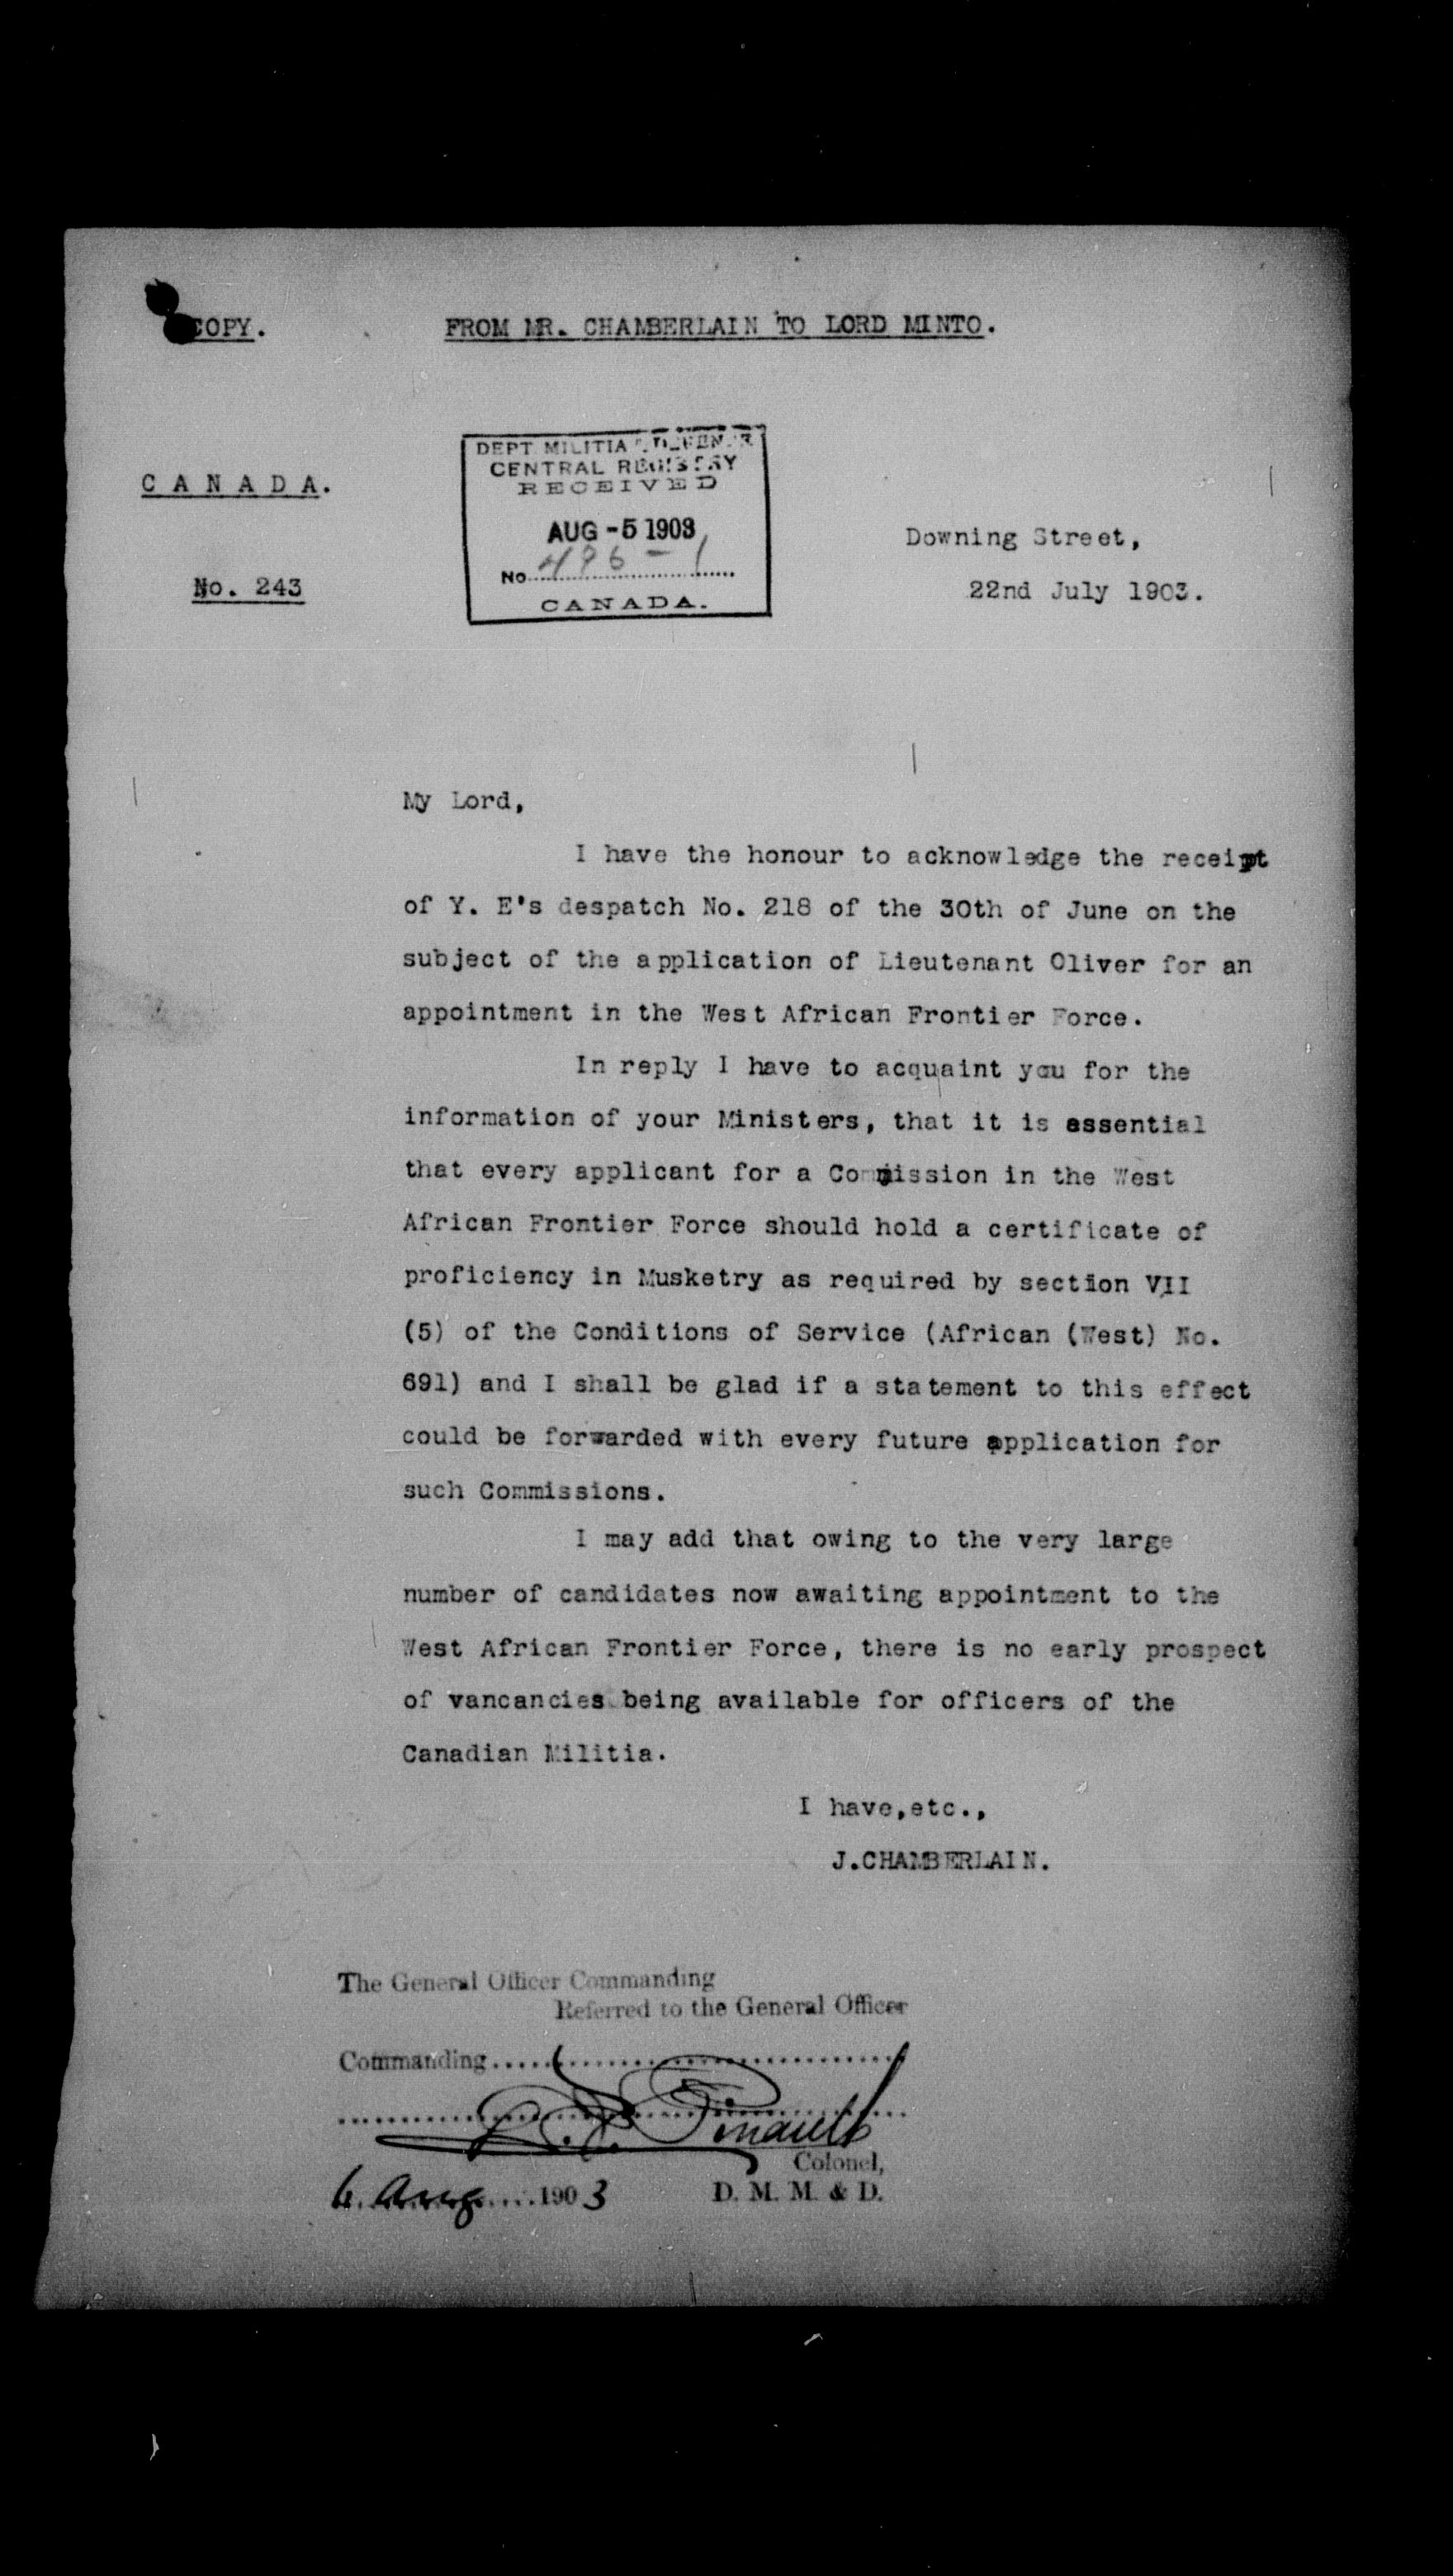 COPY.
FROM MR. CHAMBERLAIN TO LORD MINTO.
DEPT. MILITIA & DEFENCE
CENTRAL REGISTRY
RECEIVED
AUG -5 1903
No 496-1
CANADA.
CANADA.
No. 243
Downing Street,
22nd July 1903.
My Lord,
I have the honour to acknowledge the receipt
of Y. E's despatch No. 218 of the 30th of June on the
subject of the application of Lieutenant Oliver for an
appointment in the West African Frontier Force.
In reply I have to acquaint you for the
information of your Ministers, that it is essential
that every applicant for a Commission in the West
African Frontier Force should hold a certificate of
proficiency in Musketry as required by section VII
(5) of the Conditions of Service (African (West) No.
691) and I shall be glad if a statement to this effect
could be forwarded with every future application for
such Commissions.
I may add that owing to the very large
number of candidates now awaiting appointment to the
West African Frontier Force, there is no early prospect
of vancancies being available for officers of the
Canadian Militia.
I have,etc.,
J.CHAMBERLAIN.
The General Officer Commanding
Referred to the General Officer
Commanding
Pinault
Colonel,
6 Aug 1903 D. M. M. & D.